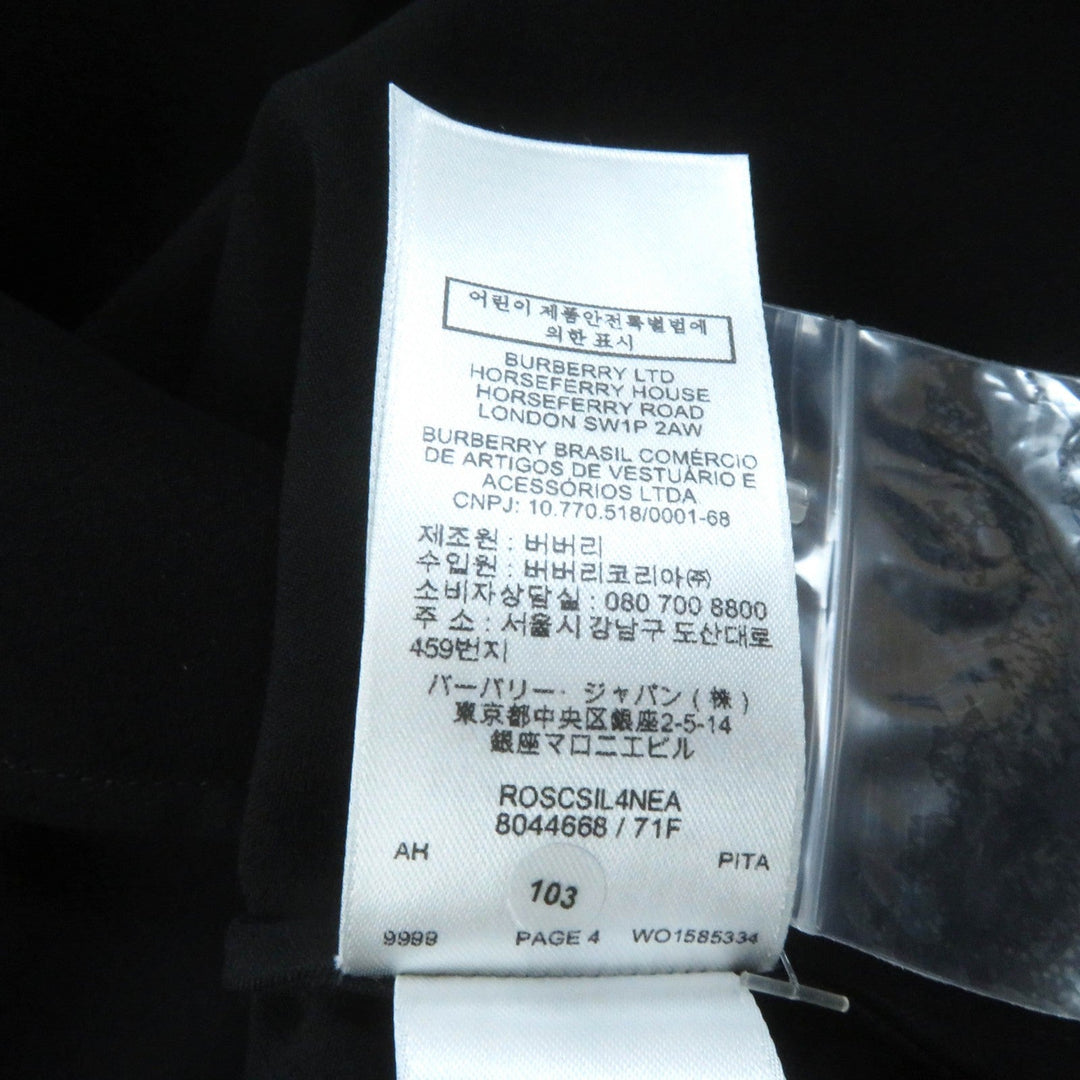 어린이 제품안전특별법에
의한 표시
BURBERRY LTD
HORSEFERRY HOUSE
HORSEFERRY ROAD
LONDON SW1P 2AW
BURBERRY BRASIL COMÉRCIO
DE ARTIGOS DE VESTUÁRIO E
ACESSÓRIOS LTDA
CNPJ: 10.770.518/0001-68
제조원 : 버버리
수입원 : 버버리코리아㈜
소비자상담실 : 080 700 8800
주 소 : 서울시 강남구 도산대로
459번지
バーバリー・ジャパン(株)
東京都中央区銀座2-5-14
銀座マロニエビル
ROSCSIL4NEA
8044668 / 71F
AH PITA
103
9999 PAGE 4 WO1585334